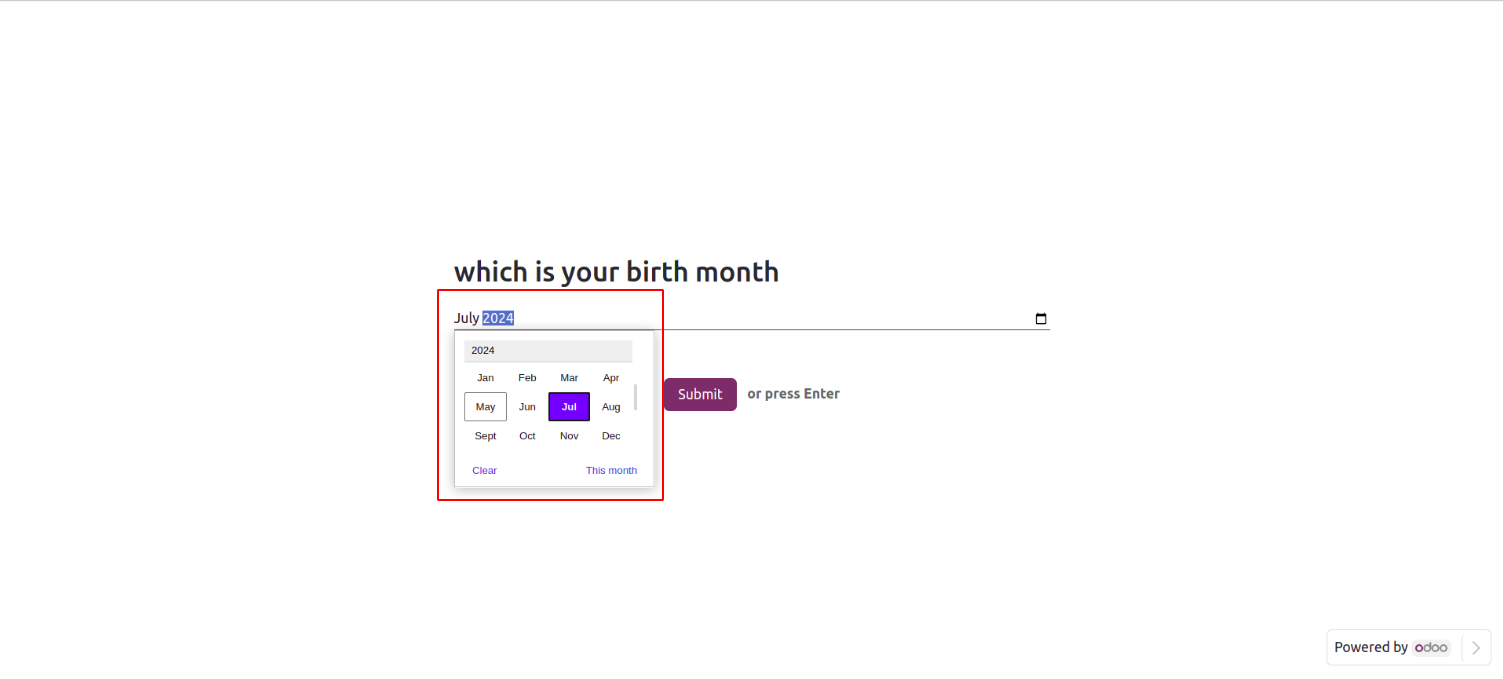 which is your birth month
July 2024
2024
Jan Feb Mar Apr
May Jun Jul Aug
Sept Oct Nov Dec
Clear This month
Submit or press Enter
Powered by odoo